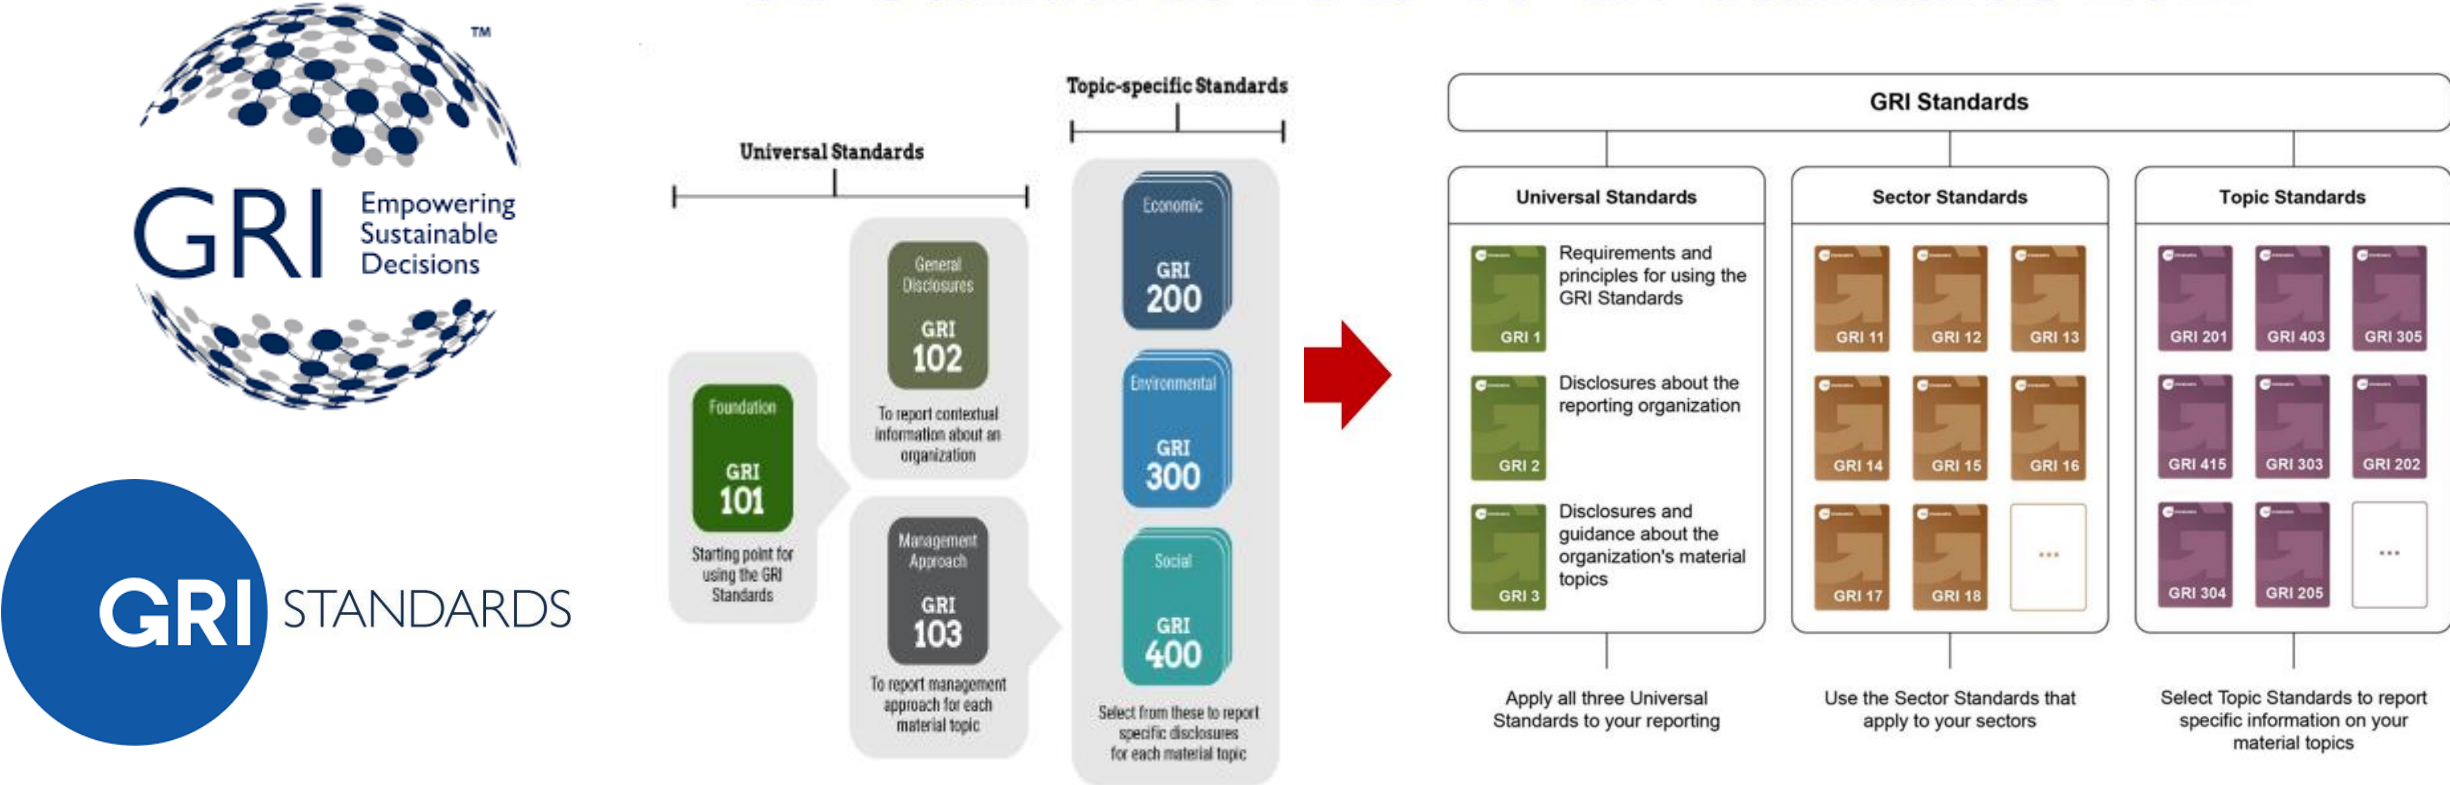 TM
GRI
Empowering
Sustainable
Decisions
GRI STANDARDS
Universal Standards
Topic-specific Standards
Foundation
GRI
101
Starting point for
using the GRI
Standards
General
Disclosures
GRI
102
To report contextual
information about an
organization
Management
Approach
GRI
103
To report management
approach for each
material topic
Economic
GRI
200
Environmental
GRI
300
Social
GRI
400
Select from these to report
specific disclosures
for each material topic
GRI Standards
Universal Standards
GRI 1
Requirements and
principles for using the
GRI Standards
GRI 2
Disclosures about the
reporting organization
GRI 3
Disclosures and
guidance about the
organization's material
topics
Apply all three Universal
Standards to your reporting
Sector Standards
GRI 11 GRI 12 GRI 13
GRI 14 GRI 15 GRI 16
GRI 17 GRI 18 ...
Use the Sector Standards that
apply to your sectors
Topic Standards
GRI 201 GRI 403 GRI 305
GRI 415 GRI 303 GRI 202
GRI 304 GRI 205 ...
Select Topic Standards to report
specific information on your
material topics